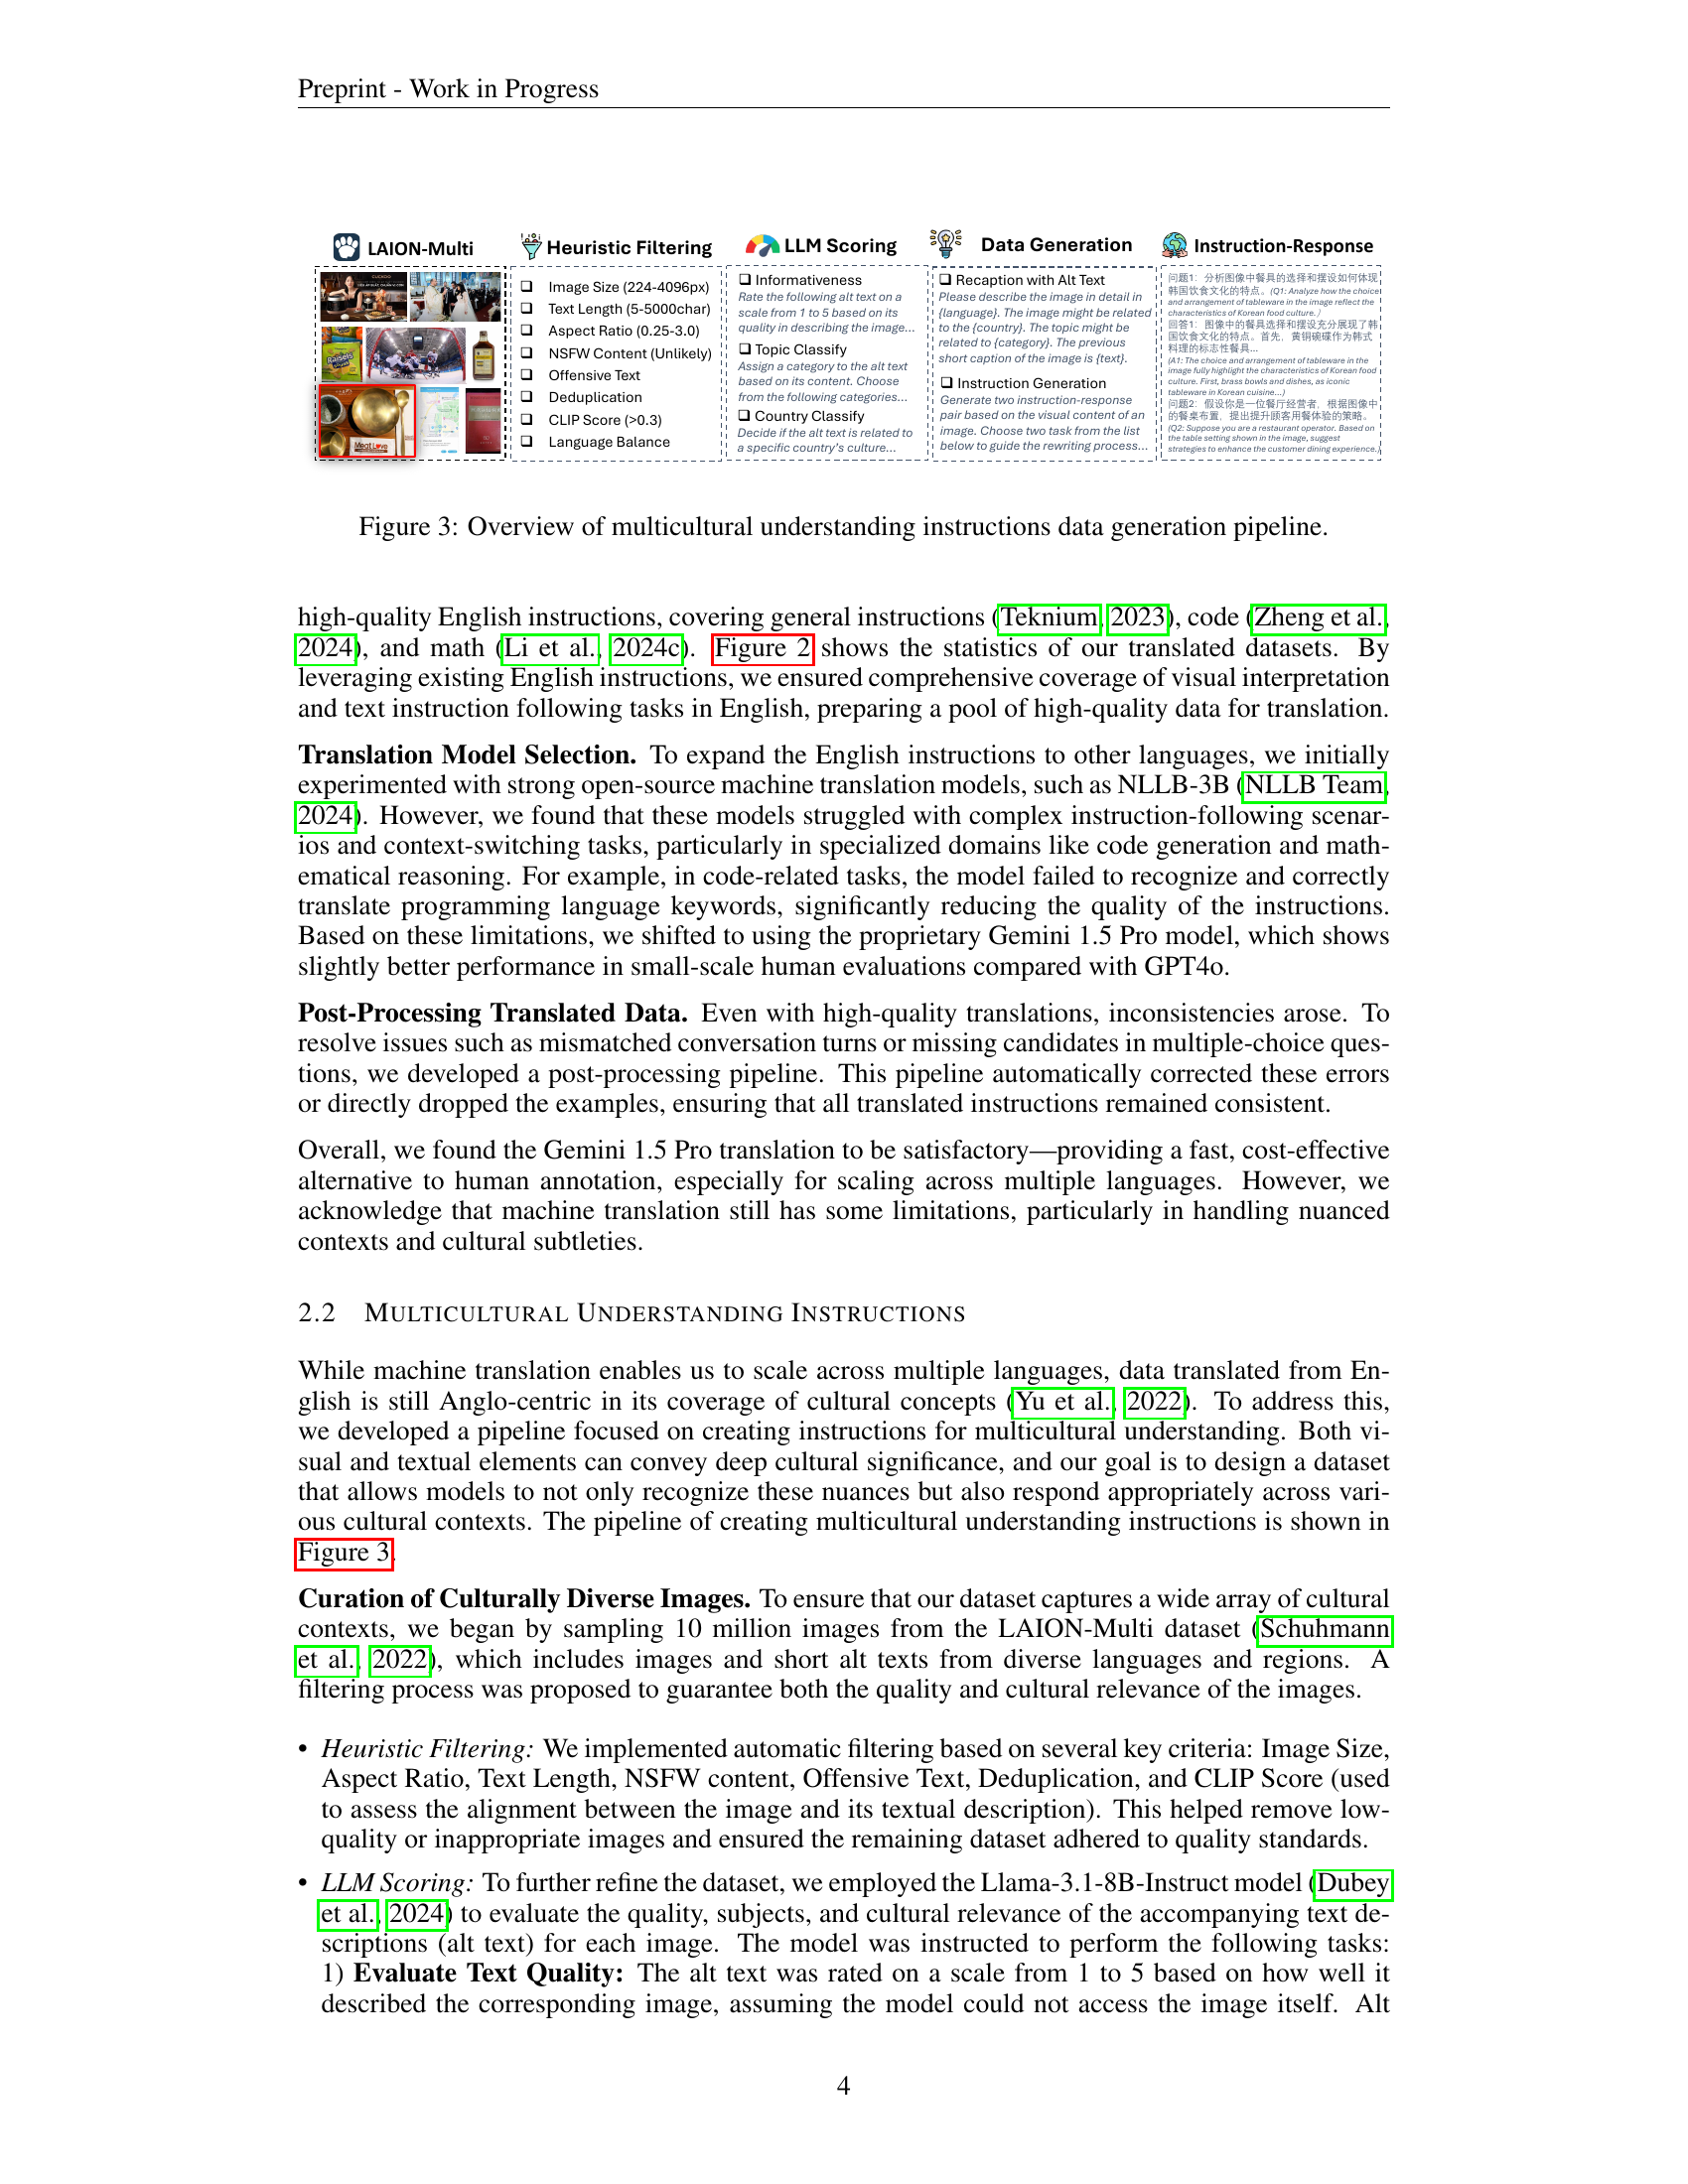 Preprint - Work in Progress
LAION-Multi
Heuristic Filtering
LLM Scoring
Data Generation
Instruction-Response
Image Size (224-4096px)
Text Length (5-5000char)
Aspect Ratio (0.25-3.0)
NSFW Content (Unlikely)
Offensive Text
Deduplication
CLIP Score (>0.3)
Language Balance
Informativeness
Rate the following alt text on a
scale from 1 to 5 based on its
quality in describing the image...
Topic Classify
Assign a category to the alt text
based on its content. Choose
from the following categories...
Country Classify
Decide if the alt text is related to
a specific country's culture...
Recaption with Alt Text
Please describe the image in detail in
{language}. The image might be related
to the {country}. The topic might be
related to {category}. The previous
short caption of the image is {text}.
Instruction Generation
Generate two instruction-response
pair based on the visual content of an
image. Choose two task from the list
below to guide the rewriting process...
问题1: 分析图像中餐具的选择和摆设如何体现
韩国饮食文化的特点。(Q1: Analyze how the choice
and arrangement of tableware in the image reflect the
characteristics of Korean food culture.)
回答1: 图像中的餐具选择和摆设充分展现了韩
国饮食文化的特点。首先，黄铜碗碟作为韩式
料理的标志性餐具...
(A1: The choice and arrangement of tableware in the
image fully highlight the characteristics of Korean food
culture. First, brass bowls and dishes, as iconic
tableware in Korean cuisine...)
问题2: 假设你是一位餐厅经营者，根据图像中
的餐桌布置，提出提升顾客用餐体验的策略。
(Q2: Suppose you are a restaurant operator. Based on
the table setting shown in the image, suggest
strategies to enhance the customer dining experience.)
Meat Love
Figure 3: Overview of multicultural understanding instructions data generation pipeline.
high-quality English instructions, covering general instructions (Teknium, 2023), code (Zheng et al.,
2024), and math (Li et al., 2024c). Figure 2 shows the statistics of our translated datasets. By
leveraging existing English instructions, we ensured comprehensive coverage of visual interpretation
and text instruction following tasks in English, preparing a pool of high-quality data for translation.
Translation Model Selection. To expand the English instructions to other languages, we initially
experimented with strong open-source machine translation models, such as NLLB-3B (NLLB Team,
2024). However, we found that these models struggled with complex instruction-following scenar-
ios and context-switching tasks, particularly in specialized domains like code generation and math-
ematical reasoning. For example, in code-related tasks, the model failed to recognize and correctly
translate programming language keywords, significantly reducing the quality of the instructions.
Based on these limitations, we shifted to using the proprietary Gemini 1.5 Pro model, which shows
slightly better performance in small-scale human evaluations compared with GPT4o.
Post-Processing Translated Data. Even with high-quality translations, inconsistencies arose. To
resolve issues such as mismatched conversation turns or missing candidates in multiple-choice ques-
tions, we developed a post-processing pipeline. This pipeline automatically corrected these errors
or directly dropped the examples, ensuring that all translated instructions remained consistent.
Overall, we found the Gemini 1.5 Pro translation to be satisfactory—providing a fast, cost-effective
alternative to human annotation, especially for scaling across multiple languages. However, we
acknowledge that machine translation still has some limitations, particularly in handling nuanced
contexts and cultural subtleties.
2.2 MULTICULTURAL UNDERSTANDING INSTRUCTIONS
While machine translation enables us to scale across multiple languages, data translated from En-
glish is still Anglo-centric in its coverage of cultural concepts (Yu et al., 2022). To address this,
we developed a pipeline focused on creating instructions for multicultural understanding. Both vi-
sual and textual elements can convey deep cultural significance, and our goal is to design a dataset
that allows models to not only recognize these nuances but also respond appropriately across vari-
ous cultural contexts. The pipeline of creating multicultural understanding instructions is shown in
Figure 3.
Curation of Culturally Diverse Images. To ensure that our dataset captures a wide array of cultural
contexts, we began by sampling 10 million images from the LAION-Multi dataset (Schuhmann
et al., 2022), which includes images and short alt texts from diverse languages and regions. A
filtering process was proposed to guarantee both the quality and cultural relevance of the images.
• Heuristic Filtering: We implemented automatic filtering based on several key criteria: Image Size,
Aspect Ratio, Text Length, NSFW content, Offensive Text, Deduplication, and CLIP Score (used
to assess the alignment between the image and its textual description). This helped remove low-
quality or inappropriate images and ensured the remaining dataset adhered to quality standards.
• LLM Scoring: To further refine the dataset, we employed the Llama-3.1-8B-Instruct model (Dubey
et al., 2024) to evaluate the quality, subjects, and cultural relevance of the accompanying text de-
scriptions (alt text) for each image. The model was instructed to perform the following tasks:
1) Evaluate Text Quality: The alt text was rated on a scale from 1 to 5 based on how well it
described the corresponding image, assuming the model could not access the image itself. Alt
4